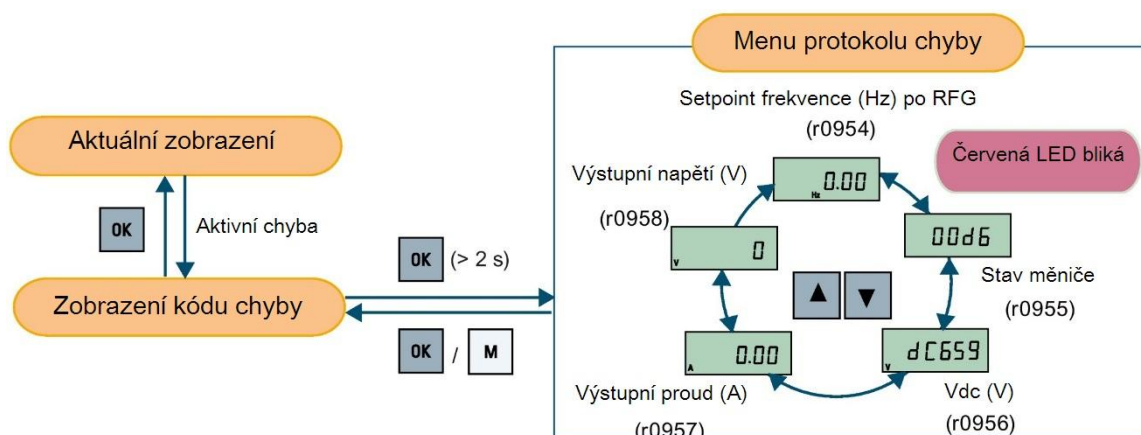 Menu protokolu chyby
Setpoint frekvence (Hz) po RFG
(r0954)
Aktuální zobrazení
Červená LED bliká
Výstupní napětí (V)
Hz 0.00
(r0958)
OK
Aktivní chyba
V 0
00d6
OK (> 2 s)
Stav měniče
(r0955)
▲ ▼
Zobrazení kódu chyby
OK / M
A 0.00
V dC659
Výstupní proud (A)
Vdc (V)
(r0957)
(r0956)